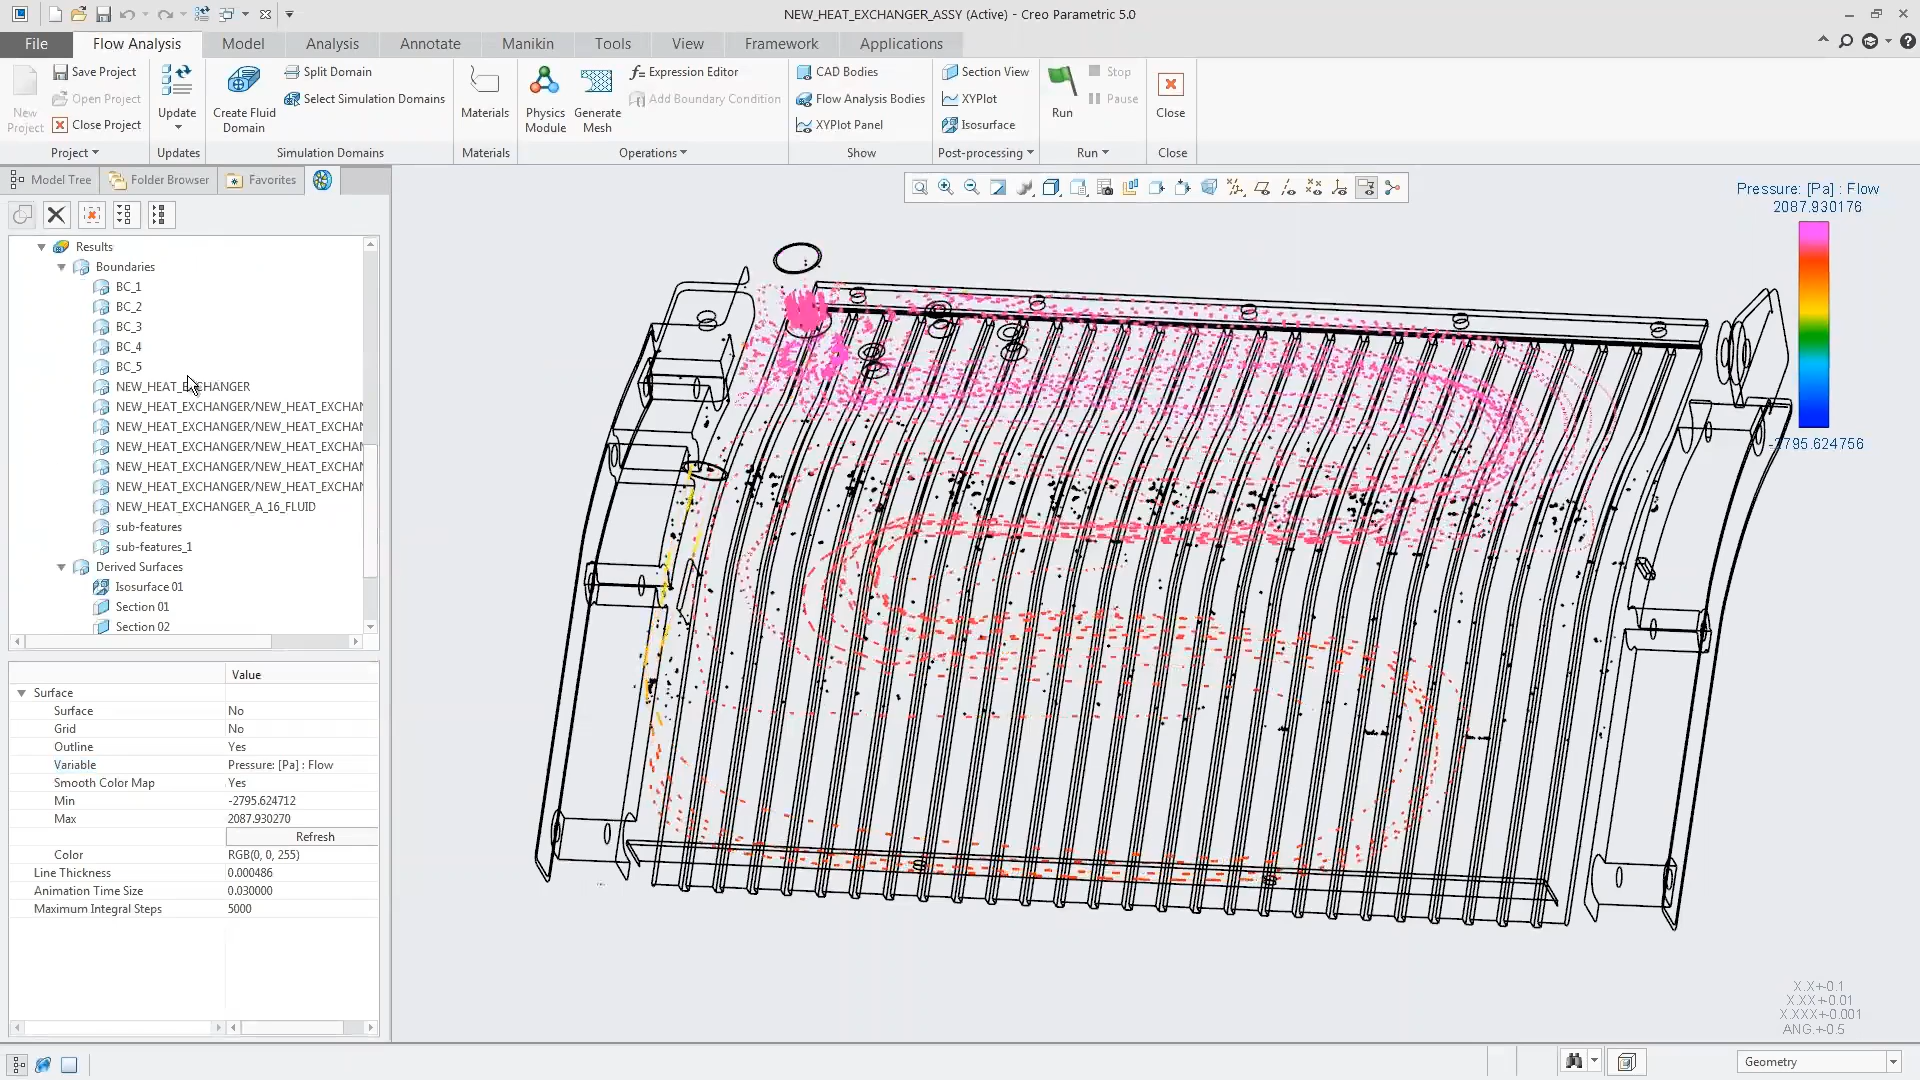 NEW_HEAT_EXCHANGER_ASSY (Active) - Creo Parametric 5.0
File
Flow Analysis
Model
Analysis
Annotate
Manikin
Tools
View
Framework
Applications
New Project
Save Project
Open Project
Close Project
Project
Update
Updates
Create Fluid Domain
Split Domain
Select Simulation Domains
Simulation Domains
Materials
Materials
Physics Module
Generate Mesh
Expression Editor
Add Boundary Condition
Operations
CAD Bodies
Flow Analysis Bodies
XYPlot Panel
Show
Section View
XYPlot
Isosurface
Post-processing
Run
Stop
Pause
Run
Close
Close
Model Tree
Folder Browser
Favorites
Results
Boundaries
BC_1
BC_2
BC_3
BC_4
BC_5
NEW_HEAT_EXCHANGER
NEW_HEAT_EXCHANGER/NEW_HEAT_EXCHAN
NEW_HEAT_EXCHANGER/NEW_HEAT_EXCHAN
NEW_HEAT_EXCHANGER/NEW_HEAT_EXCHAN
NEW_HEAT_EXCHANGER/NEW_HEAT_EXCHAN
NEW_HEAT_EXCHANGER/NEW_HEAT_EXCHAN
NEW_HEAT_EXCHANGER_A_16_FLUID
sub-features
sub-features_1
Derived Surfaces
Isosurface 01
Section 01
Section 02
Value
Surface
Surface No
Grid No
Outline Yes
Variable Pressure: [Pa] : Flow
Smooth Color Map Yes
Min -2795.624712
Max 2087.930270
Refresh
Color RGB(0, 0, 255)
Line Thickness 0.000486
Animation Time Size 0.030000
Maximum Integral Steps 5000
Pressure: [Pa] : Flow
2087.930176
-2795.624756
X.X+-0.1
X.XX+-0.01
X.XXX+-0.001
ANG.+-0.5
Geometry